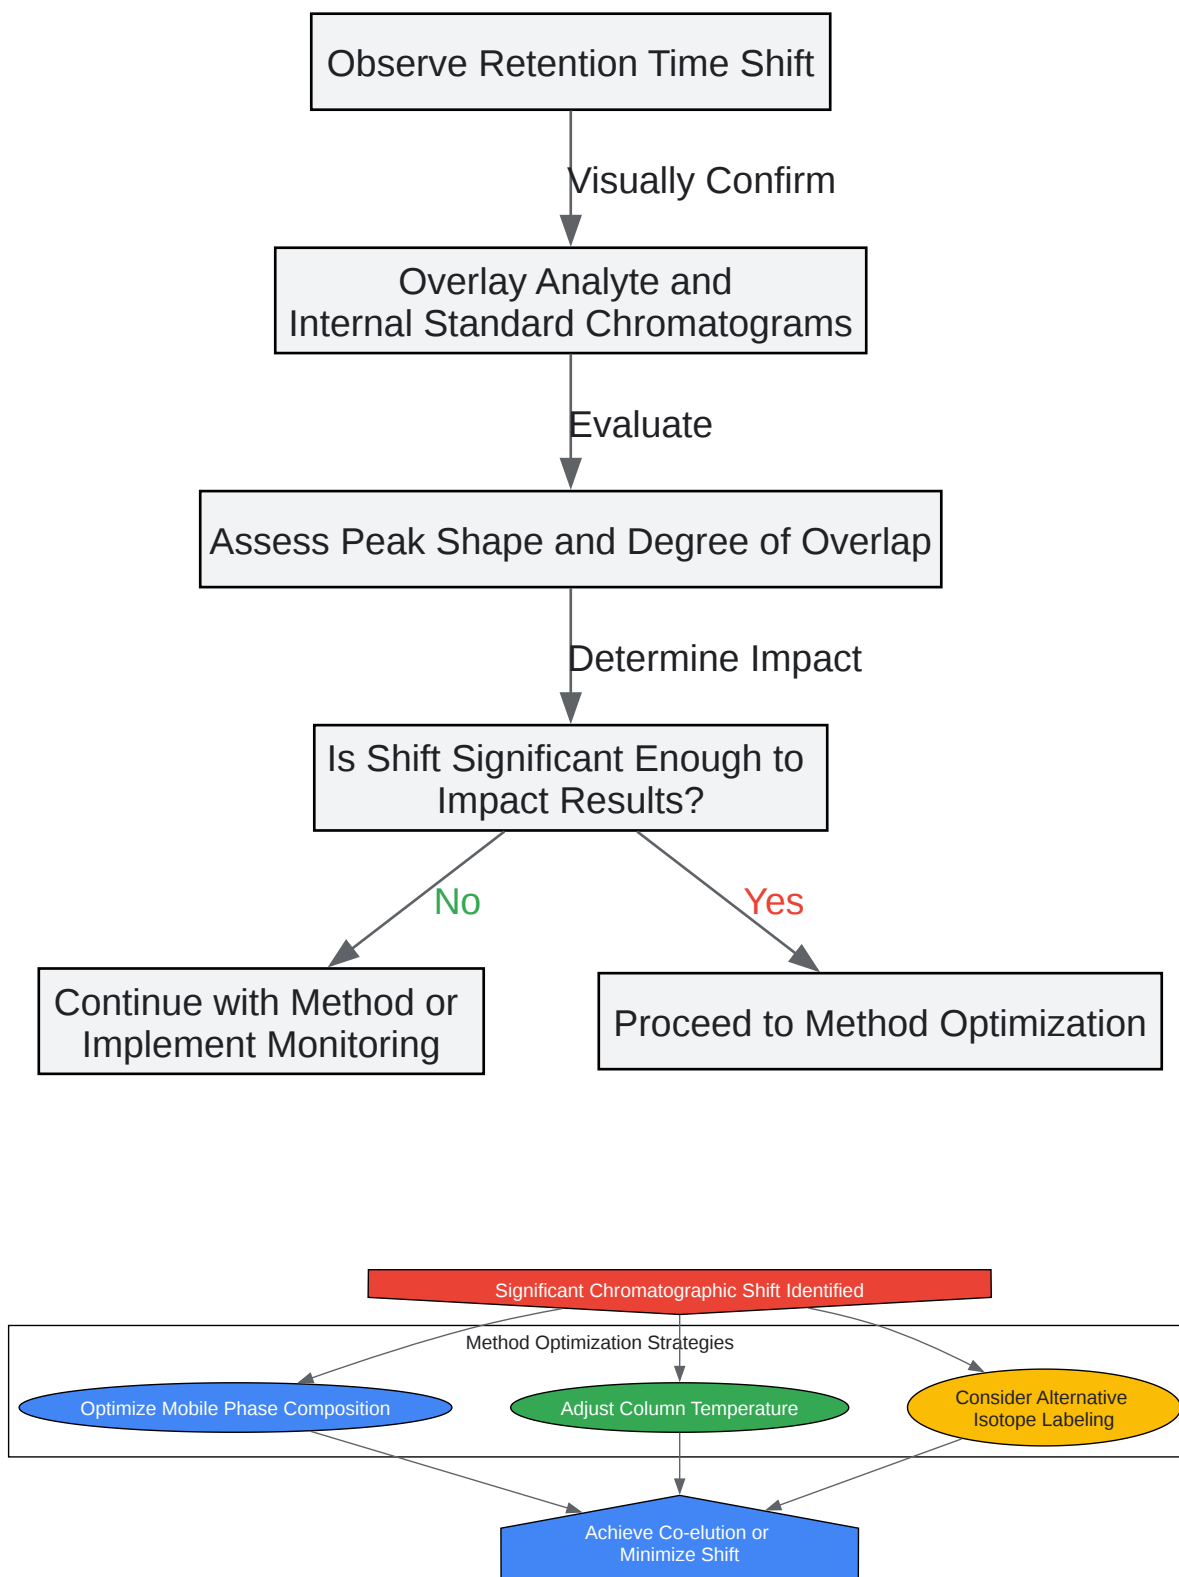 Observe Retention Time Shift
Visually Confirm
Overlay Analyte and
Internal Standard Chromatograms
Evaluate
Assess Peak Shape and Degree of Overlap
Determine Impact
Is Shift Significant Enough to
Impact Results?
No
Yes
Continue with Method or
Implement Monitoring
Proceed to Method Optimization
Significant Chromatographic Shift Identified
Method Optimization Strategies
Optimize Mobile Phase Composition
Adjust Column Temperature
Consider Alternative
Isotope Labeling
Achieve Co-elution or
Minimize Shift